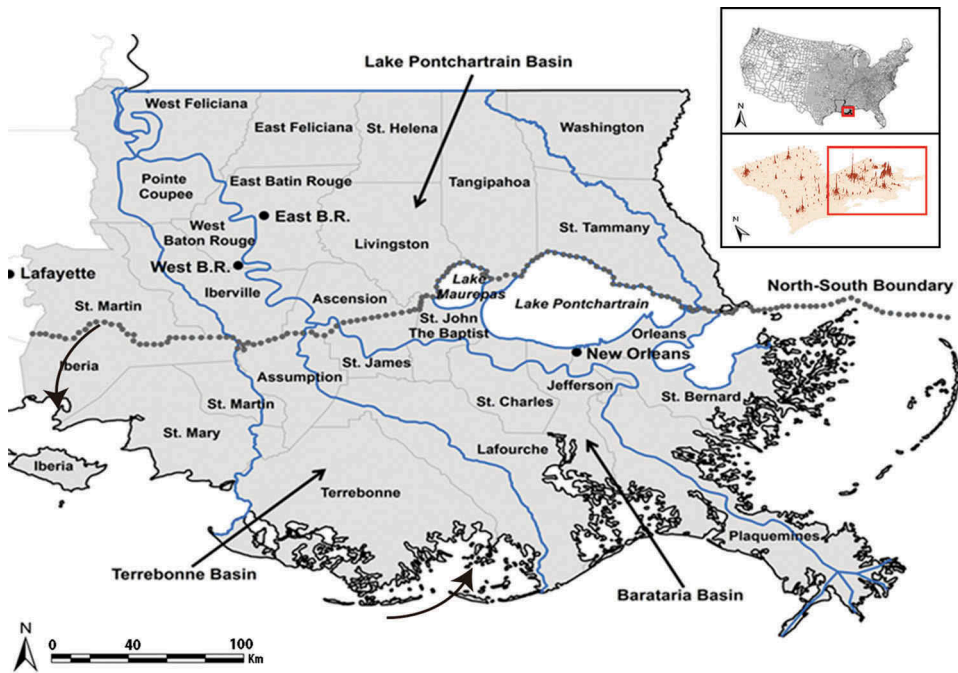 Lake Pontchartrain Basin
N
N
West Feliciana
East Feliciana
St. Helena
Washington
Pointe
Coupee
East Batin Rouge
Tangipahoa
East B.R.
West
Baton Rouge
St. Tammany
Livingston
West B.R.
Lafayette
Iberville
Lake
Maurepas
Lake Pontchartrain
North-South Boundary
St. Martin
Ascension
St. John
The Baptist
Orleans
New Orleans
Iberia
St. James
Assumption
Jefferson
St. Martin
St. Charles
St. Bernard
St. Mary
Lafourche
Iberia
Terrebonne
Plaquemines
Terrebonne Basin
Barataria Basin
N
0 40 100
Km